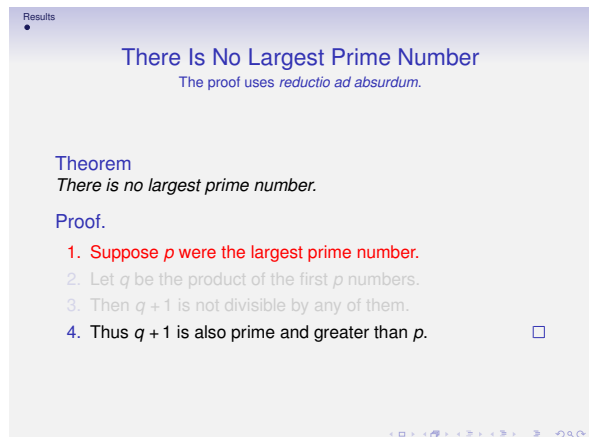 Results
There Is No Largest Prime Number
The proof uses reductio ad absurdum.
Theorem
There is no largest prime number.
Proof.
1. Suppose p were the largest prime number.
2. Let q be the product of the first p numbers.
3. Then q + 1 is not divisible by any of them.
4. Thus q + 1 is also prime and greater than p.